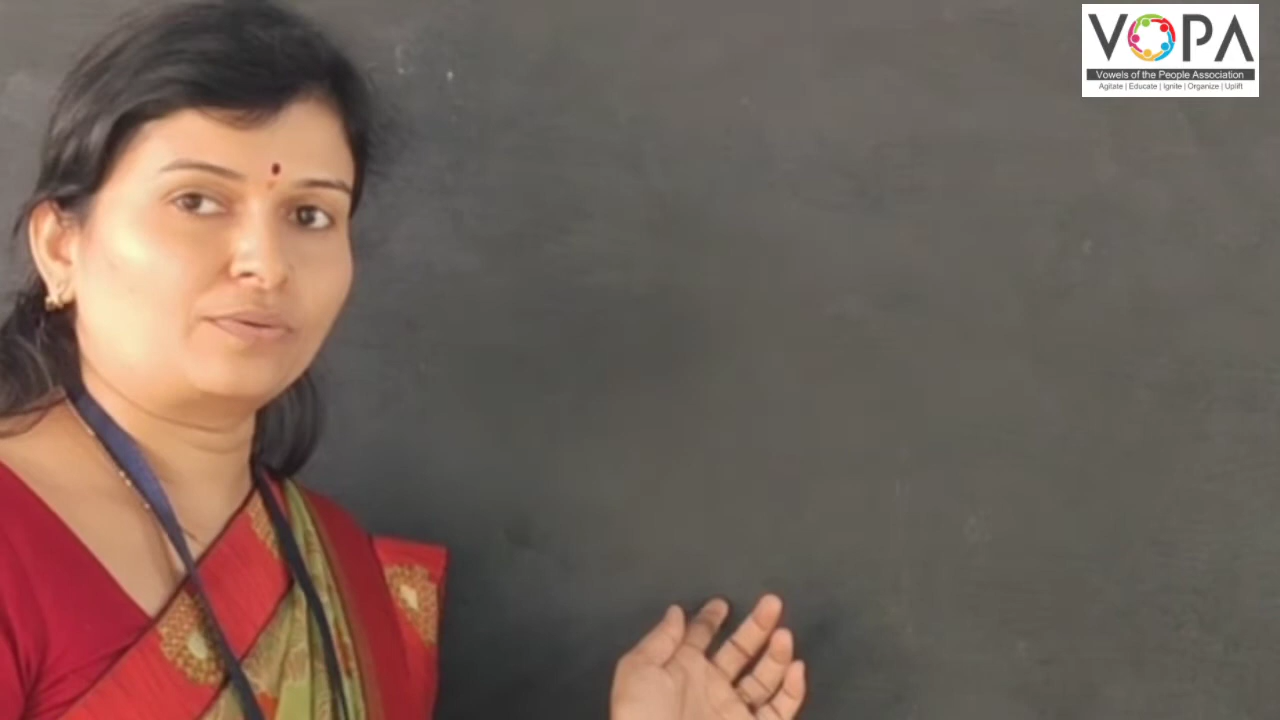 VOPA
Vowels of the People Association
Agitate | Educate | Ignite | Organize | Uplift